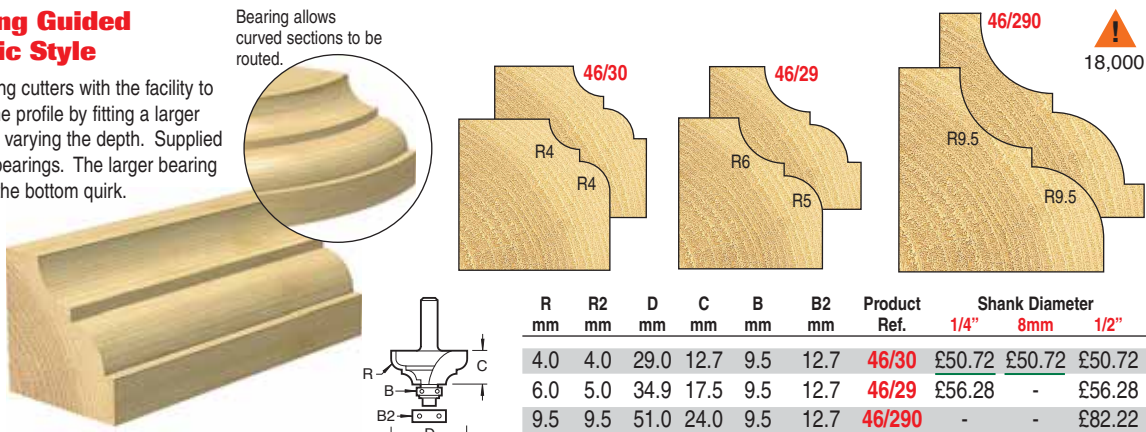 ng Guided
ic Style
ng cutters with the facility to
e profile by fitting a larger
varying the depth. Supplied
bearings. The larger bearing
he bottom quirk.
Bearing allows
curved sections to be
routed.
46/30
R4
R4
46/29
R6
R5
46/290
R9.5
R9.5
!
18,000
R
C
B
B2
D
R R2 D C B B2 Product Shank Diameter
mm mm mm mm mm mm Ref. 1/4” 8mm 1/2”
4.0 4.0 29.0 12.7 9.5 12.7 46/30 £50.72 £50.72 £50.72
6.0 5.0 34.9 17.5 9.5 12.7 46/29 £56.28 - £56.28
9.5 9.5 51.0 24.0 9.5 12.7 46/290 - - £82.22